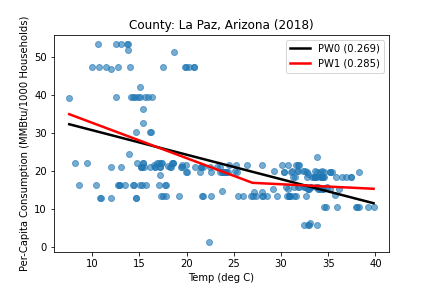 County: La Paz, Arizona (2018)
PW0 (0.269)
PW1 (0.285)
Per-Capita Consumption (MMBtu/1000 Households)
50
40
30
20
10
0
10 15 20 25 30 35 40
Temp (deg C)